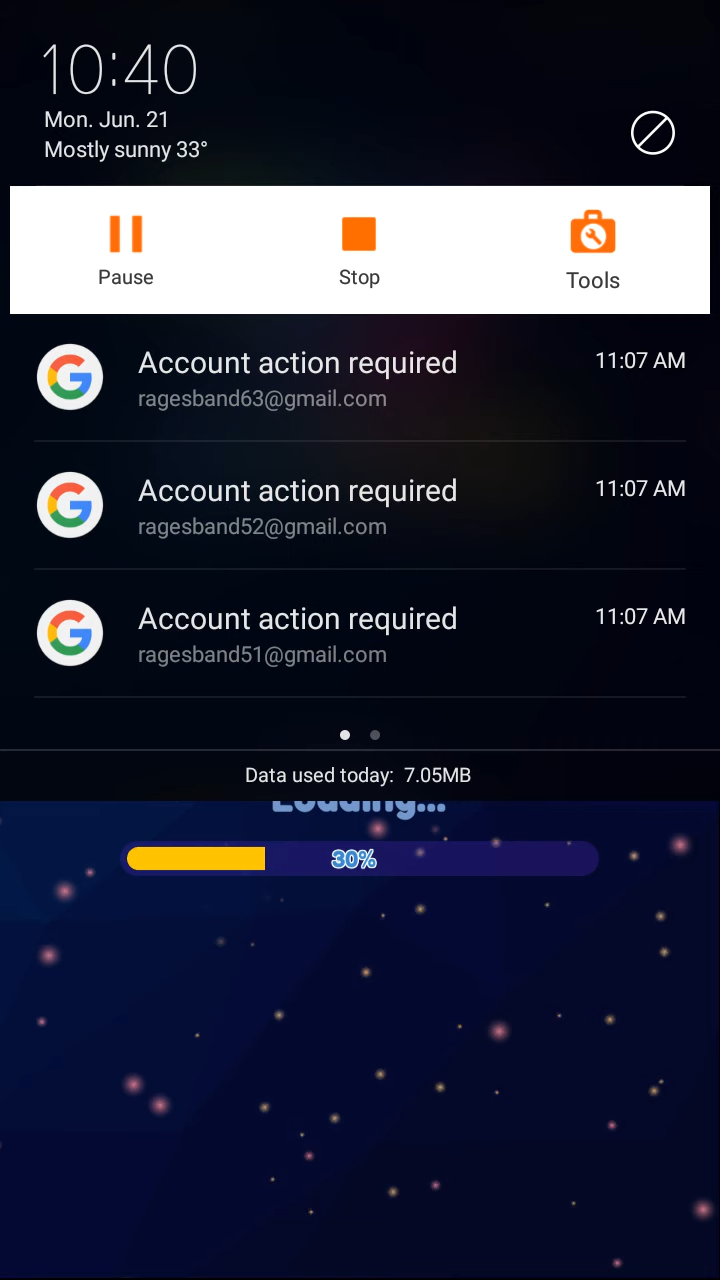 10:40
Mon. Jun. 21
Mostly sunny 33°
Pause
Stop
Tools
Account action required
11:07 AM
ragesband63@gmail.com
Account action required
11:07 AM
ragesband52@gmail.com
Account action required
11:07 AM
ragesband51@gmail.com
Data used today: 7.05MB
Loading...
30%